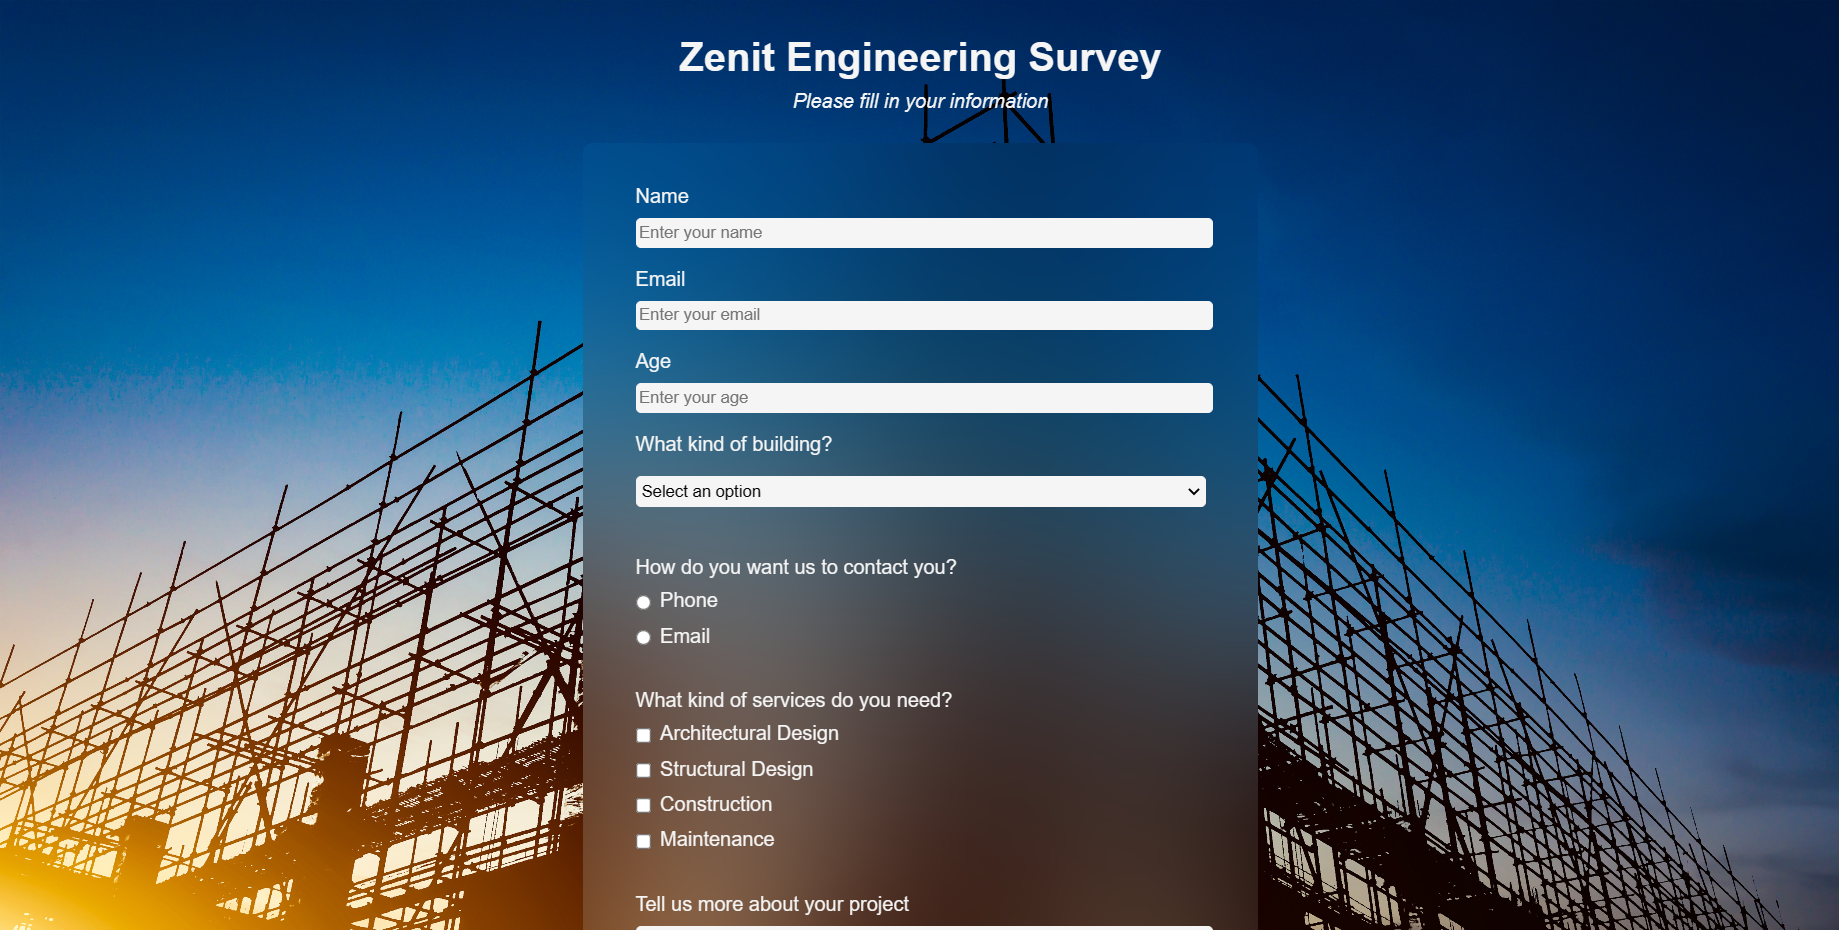 Zenit Engineering Survey
Please fill in your information
Name
Enter your name
Email
Enter your email
Age
Enter your age
What kind of building?
Select an option
How do you want us to contact you?
Phone
Email
What kind of services do you need?
Architectural Design
Structural Design
Construction
Maintenance
Tell us more about your project